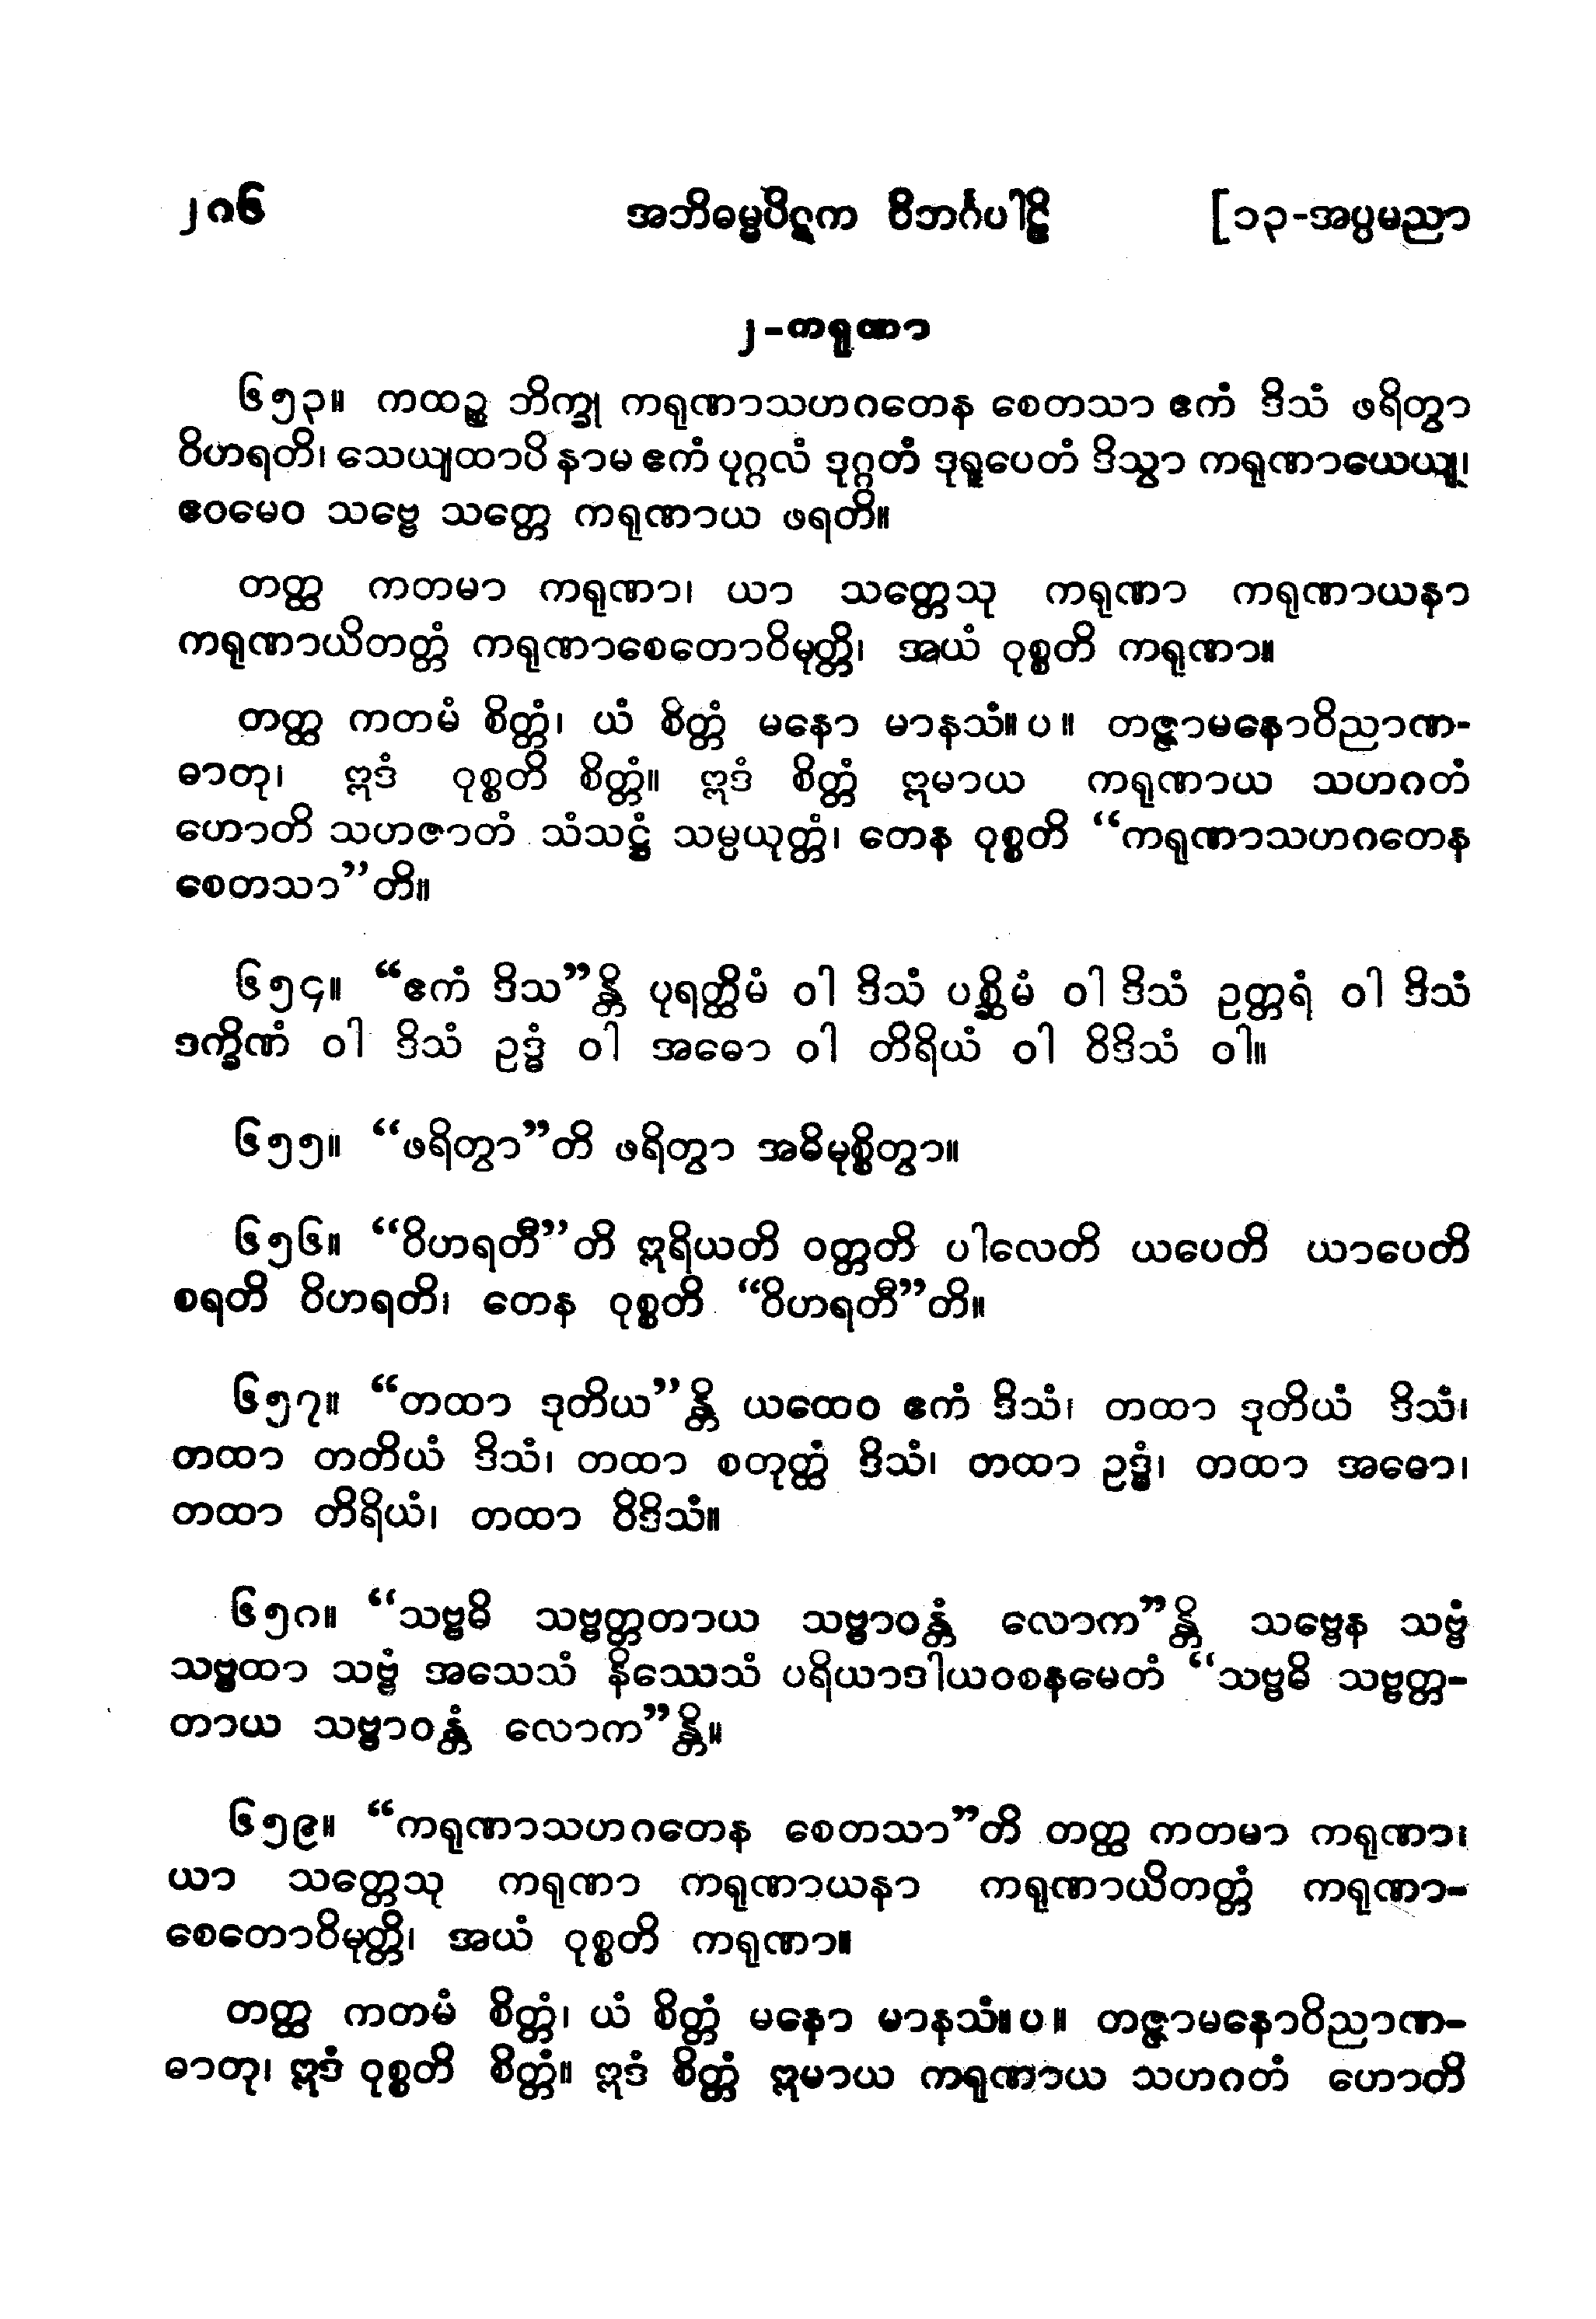 ၂၈၆ အဘိဓမ္မပိဋက ဝိဘင်္ဂပါဠိ [၁၃-အပ္ပမညာ
၂-ကရုဏာ
၆၅၃။ ကထဉ္စ ဘိက္ခု ကရုဏာသဟဂတေန စေတသာ ဧကံ ဒိသံ ဖရိတွာ
ဝိဟရတိ၊ သေယျထာပိ နာမ ဧကံ ပုဂ္ဂလံ ဒုဂ္ဂတံ ဒုရူပေတံ ဒိသွာ ကရုဏာယေယျ၊
ဧဝမေဝ သဗ္ဗေ သတ္တေ ကရုဏာယ ဖရတိ။
တတ္ထ ကတမာ ကရုဏာ၊ ယာ သတ္တေသု ကရုဏာ ကရုဏာယနာ
ကရုဏာယိတတ္တံ ကရုဏာစေတောဝိမုတ္တိ၊ အယံ ဝုစ္စတိ ကရုဏာ။
တတ္ထ ကတမံ စိတ္တံ၊ ယံ စိတ္တံ မနော မာနသံ။ ပ ။ တဇ္ဇာမနောဝိညာဏ-
ဓာတု၊ ဣဒံ ဝုစ္စတိ စိတ္တံ။ ဣဒံ စိတ္တံ ဣမာယ ကရုဏာယ သဟဂတံ
ဟောတိ သဟဇာတံ သံသဋ္ဌံ သမ္ပယုတ္တံ၊ တေန ဝုစ္စတိ “ကရုဏာသဟဂတေန
စေတသာ”တိ။
၆၅၄။ “ဧကံ ဒိသ”န္တိ ပုရတ္ထိမံ ဝါ ဒိသံ ပစ္ဆိမံ ဝါ ဒိသံ ဥတ္တရံ ဝါ ဒိသံ
ဒက္ခိဏံ ဝါ ဒိသံ ဥဒ္ဓံ ဝါ အဓော ဝါ တိရိယံ ဝါ ဝိဒိသံ ဝါ။
၆၅၅။ “ဖရိတွာ”တိ ဖရိတွာ အဓိမုစ္စိတွာ။
၆၅၆။ “ဝိဟရတီ”တိ ဣရိယတိ ဝတ္တတိ ပါလေတိ ယပေတိ ယာပေတိ
စရတိ ဝိဟရတိ၊ တေန ဝုစ္စတိ “ဝိဟရတီ”တိ။
၆၅၇။ “တထာ ဒုတိယ”န္တိ ယထေဝ ဧကံ ဒိသံ၊ တထာ ဒုတိယံ ဒိသံ၊
တထာ တတိယံ ဒိသံ၊ တထာ စတုတ္ထံ ဒိသံ၊ တထာ ဥဒ္ဓံ၊ တထာ အဓော၊
တထာ တိရိယံ၊ တထာ ဝိဒိသံ။
၆၅၈။ “သဗ္ဗဓိ သဗ္ဗတ္တတာယ သဗ္ဗာဝန္တံ လောက”န္တိ သဗ္ဗေန သဗ္ဗံ
သဗ္ဗထာ သဗ္ဗံ အသေသံ နိဿေသံ ပရိယာဒါယဝစနမေတံ “သဗ္ဗဓိ သဗ္ဗတ္တ-
တာယ သဗ္ဗာဝန္တံ လောက”န္တိ။
၆၅၉။ “ကရုဏာသဟဂတေန စေတသာ”တိ တတ္ထ ကတမာ ကရုဏာ၊
ယာ သတ္တေသု ကရုဏာ ကရုဏာယနာ ကရုဏာယိတတ္တံ ကရုဏာ-
စေတောဝိမုတ္တိ၊ အယံ ဝုစ္စတိ ကရုဏာ။
တတ္ထ ကတမံ စိတ္တံ၊ ယံ စိတ္တံ မနော မာနသံ။ ပ ။ တဇ္ဇာမနောဝိညာဏ-
ဓာတု၊ ဣဒံ ဝုစ္စတိ စိတ္တံ။ ဣဒံ စိတ္တံ ဣမာယ ကရုဏာယ သဟဂတံ ဟောတိ